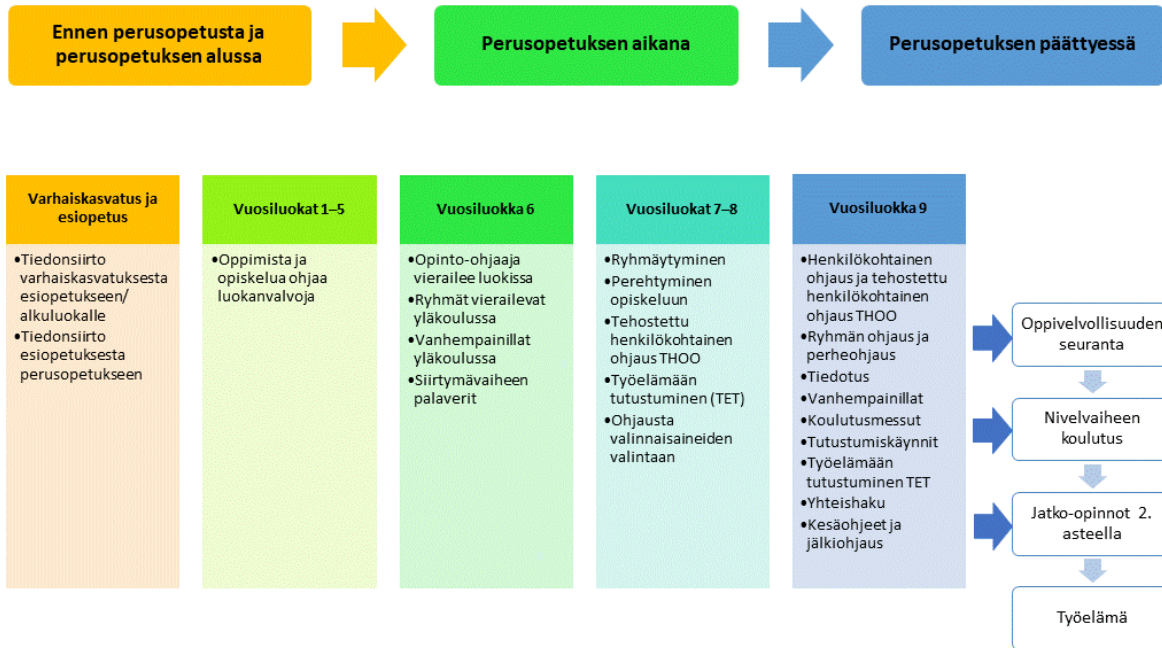 Ennen perusopetusta ja
perusopetuksen alussa
Perusopetuksen aikana
Perusopetuksen päättyessä
Varhaiskasvatus ja
esiopetus
•Tiedonsiirto
varhaiskasvatuksesta
esiopetukseen/
alkuluokalle
•Tiedonsiirto
esiopetuksesta
perusopetukseen
Vuosiluokat 1–5
•Oppimista ja
opiskelua ohjaa
luokanvalvoja
Vuosiluokka 6
•Opinto-ohjaaja
vierailee luokissa
•Ryhmät vierailevat
yläkoulussa
•Vanhempainillat
yläkoulussa
•Siirtymävaiheen
palaverit
Vuosiluokat 7–8
•Ryhmäytyminen
•Perehtyminen
opiskeluun
•Tehostettu
henkilökohtainen
ohjaus THOO
•Työelämään
tutustuminen (TET)
•Ohjausta
valinnaisaineiden
valintaan
Vuosiluokka 9
•Henkilökohtainen
ohjaus ja tehostettu
henkilökohtainen
ohjaus THOO
•Ryhmän ohjaus ja
perheohjaus
•Tiedotus
•Vanhempainillat
•Koulutusmessut
•Tutustumiskäynnit
•Työelämään
tutustuminen TET
•Yhteishaku
•Kesäohjeet ja
jälkiohjaus
Oppivelvollisuuden
seuranta
Nivelvaiheen
koulutus
Jatko-opinnot 2.
asteella
Työelämä